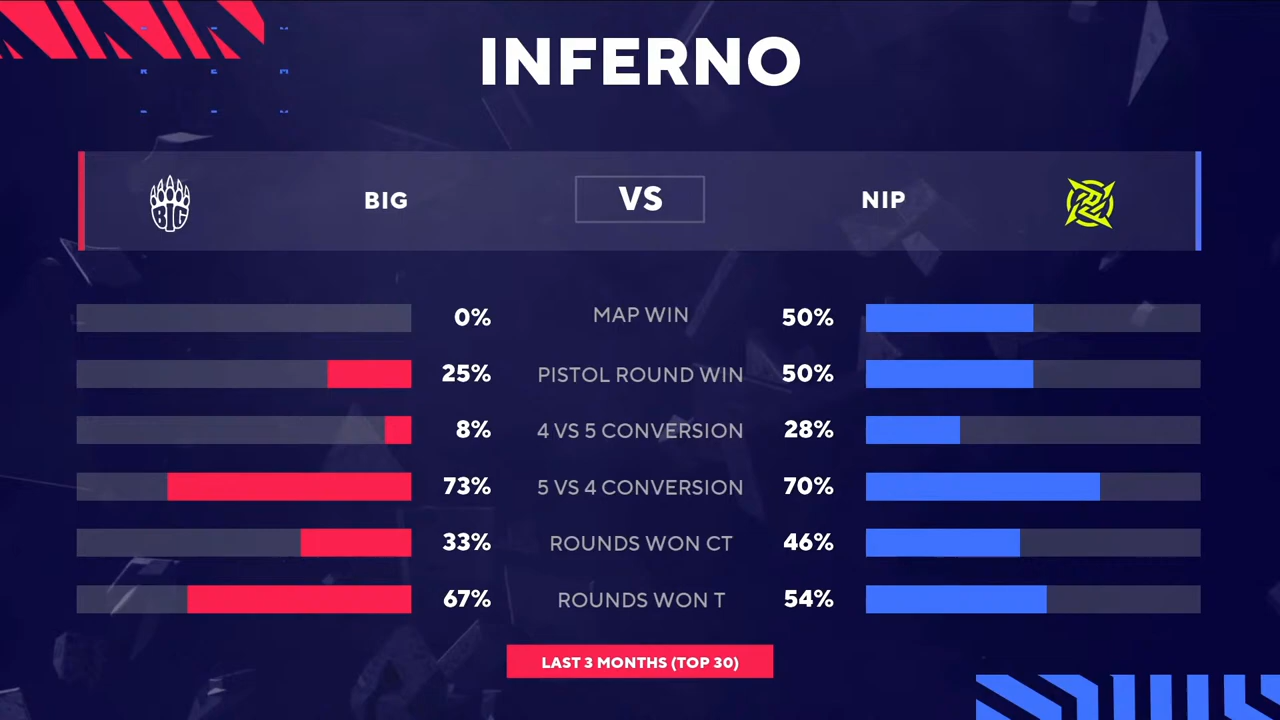 INFERNO
BIG
BIG VS NIP
0% MAP WIN 50%
25% PISTOL ROUND WIN 50%
8% 4 VS 5 CONVERSION 28%
73% 5 VS 4 CONVERSION 70%
33% ROUNDS WON CT 46%
67% ROUNDS WON T 54%
LAST 3 MONTHS (TOP 30)